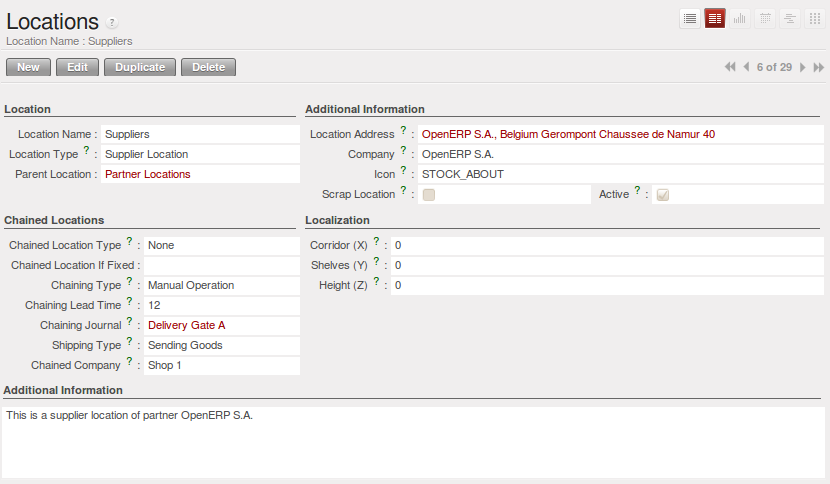 Locations ?
Location Name : Suppliers
New Edit Duplicate Delete 6 of 29
Location
Location Name : Suppliers
Location Type ? : Supplier Location
Parent Location : Partner Locations
Additional Information
Location Address ? : OpenERP S.A., Belgium Gerompont Chaussee de Namur 40
Company ? : OpenERP S.A.
Icon ? : STOCK_ABOUT
Scrap Location ? : Active ? :
Chained Locations
Chained Location Type ? : None
Chained Location If Fixed :
Chaining Type ? : Manual Operation
Chaining Lead Time ? : 12
Chaining Journal ? : Delivery Gate A
Shipping Type ? : Sending Goods
Chained Company ? : Shop 1
Localization
Corridor (X) ? : 0
Shelves (Y) ? : 0
Height (Z) ? : 0
Additional Information
This is a supplier location of partner OpenERP S.A.